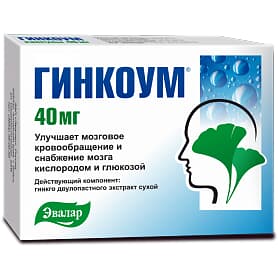 ГИНКОУМ®
40 мг
Улучшает мозговое
кровообращение и
снабжение мозга
кислородом и глюкозой
Действующий компонент:
гинкго двулопастного экстракт сухой
Эвалар